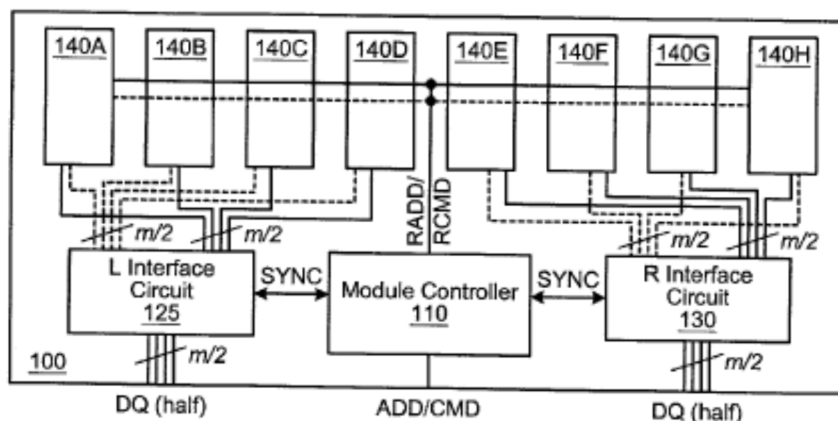 140A 140B 140C 140D 140E 140F 140G 140H
RADD/
RCMD
m/2 m/2 m/2 m/2
L Interface
Circuit
125
SYNC
Module Controller
110
SYNC
R Interface
Circuit
130
100
m/2 m/2
DQ (half) ADD/CMD DQ (half)